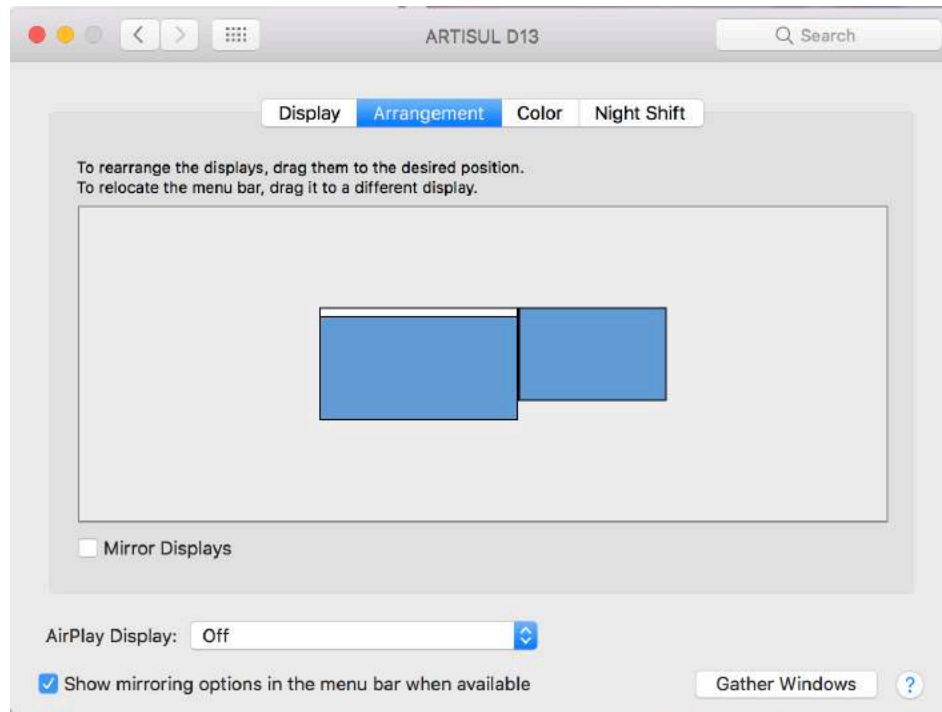 ARTISUL D13
Search
Display Arrangement Color Night Shift
To rearrange the displays, drag them to the desired position.
To relocate the menu bar, drag it to a different display.
Mirror Displays
AirPlay Display: Off
Show mirroring options in the menu bar when available
Gather Windows ?